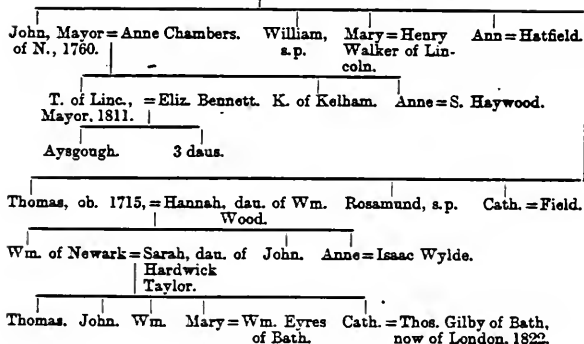 John, Mayor = Anne Chambers. William, Mary = Henry Ann = Hatfield.
of N., 1760. s.p. Walker of Lin-
coln.
T. of Linc., = Eliz. Bennett. K. of Kelham. Anne = S. Haywood.
Mayor, 1811.
Aysgough. 3 daus.
Thomas, ob. 1715, = Hannah, dau. of Wm. Rosamund, s.p. Cath. = Field.
Wood.
Wm. of Newark = Sarah, dau. of John. Anne = Isaac Wylde.
Hardwick
Taylor.
Thomas. John. Wm. Mary = Wm. Eyres Cath. = Thos. Gilby of Bath,
of Bath. now of London, 1822.